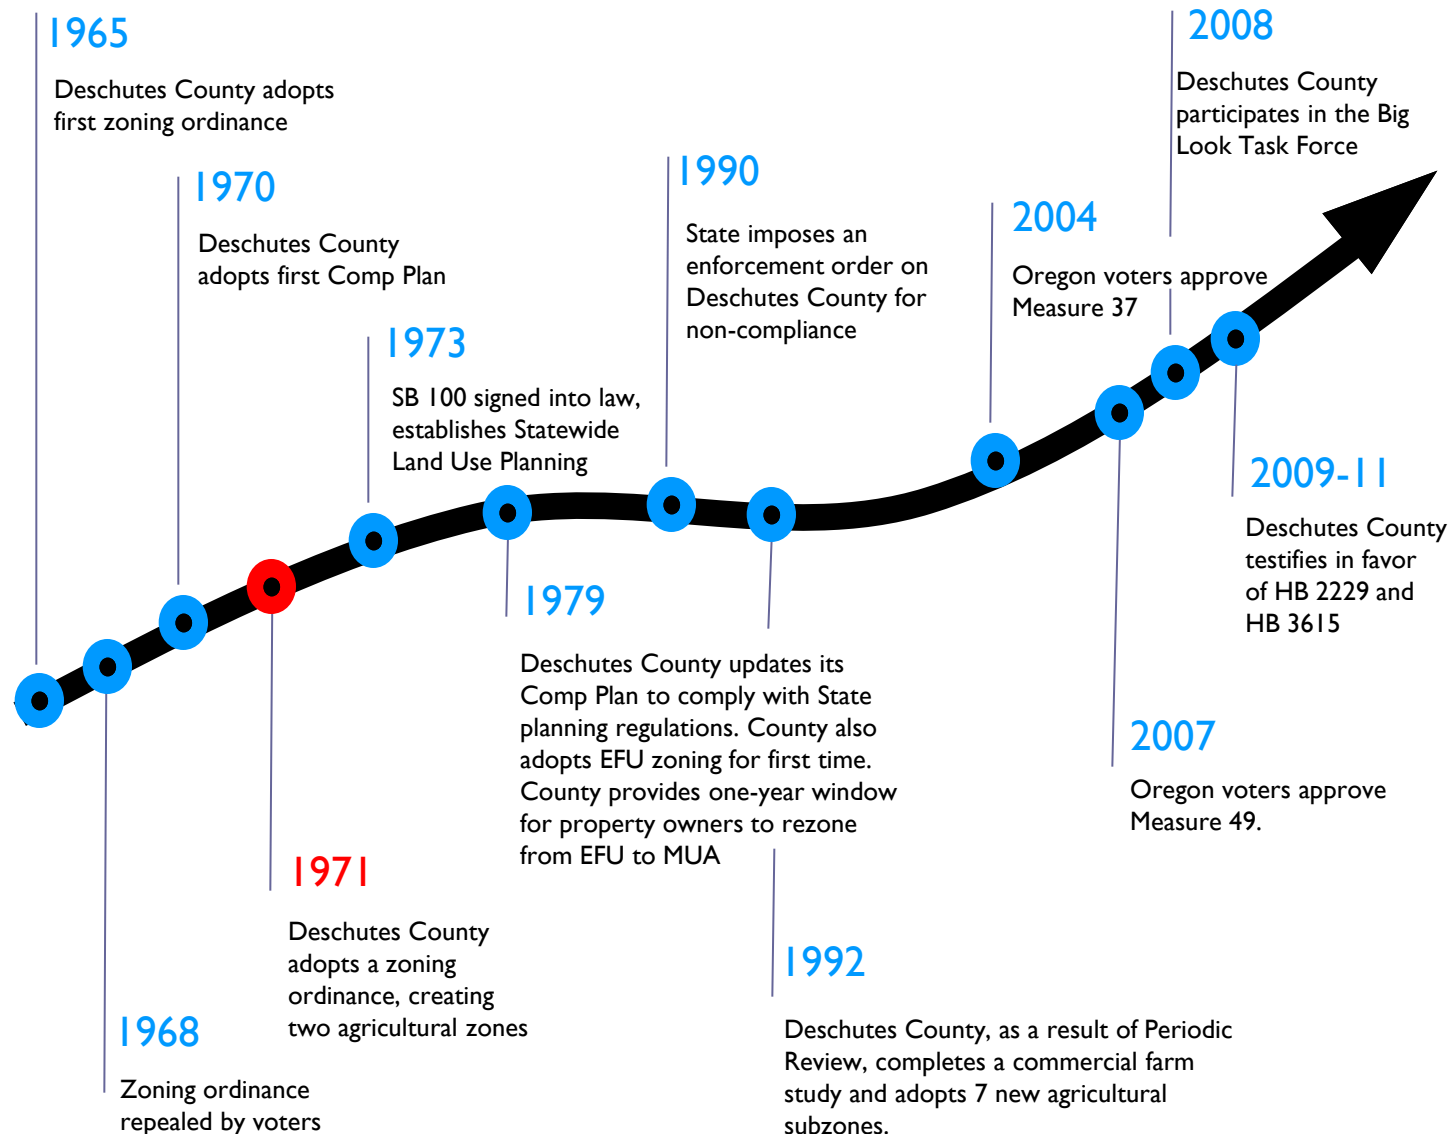 1965
Deschutes County adopts
first zoning ordinance
1968
Zoning ordinance
repealed by voters
1970
Deschutes County
adopts first Comp Plan
1971
Deschutes County
adopts a zoning
ordinance, creating
two agricultural zones
1973
SB 100 signed into law,
establishes Statewide
Land Use Planning
1979
Deschutes County updates its
Comp Plan to comply with State
planning regulations. County also
adopts EFU zoning for first time.
County provides one-year window
for property owners to rezone
from EFU to MUA
1990
State imposes an
enforcement order on
Deschutes County for
non-compliance
1992
Deschutes County, as a result of Periodic
Review, completes a commercial farm
study and adopts 7 new agricultural
subzones.
2004
Oregon voters approve
Measure 37
2007
Oregon voters approve
Measure 49.
2008
Deschutes County
participates in the Big
Look Task Force
2009-11
Deschutes County
testifies in favor
of HB 2229 and
HB 3615